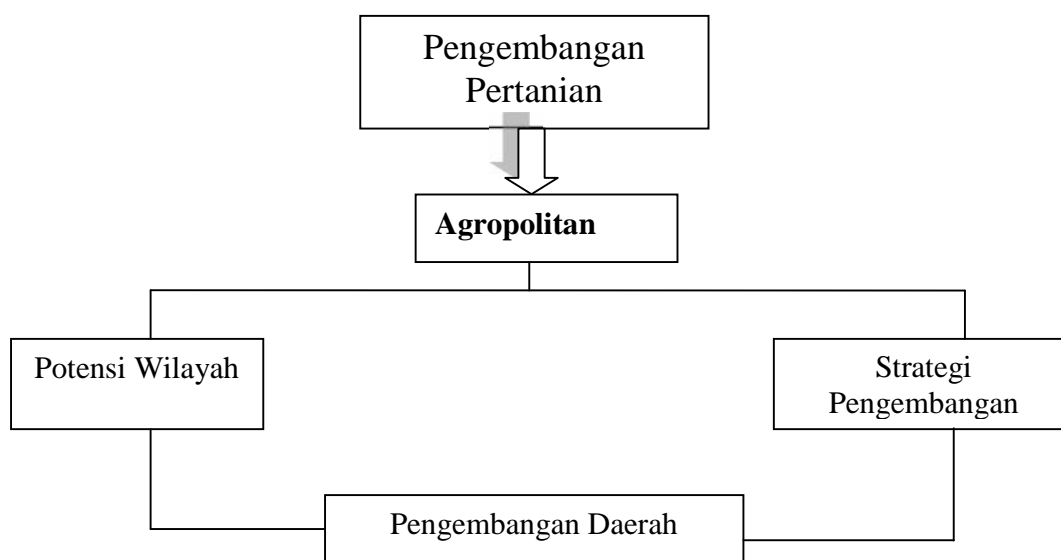 Pengembangan
Pertanian
Agropolitan
Potensi Wilayah
Strategi
Pengembangan
Pengembangan Daerah